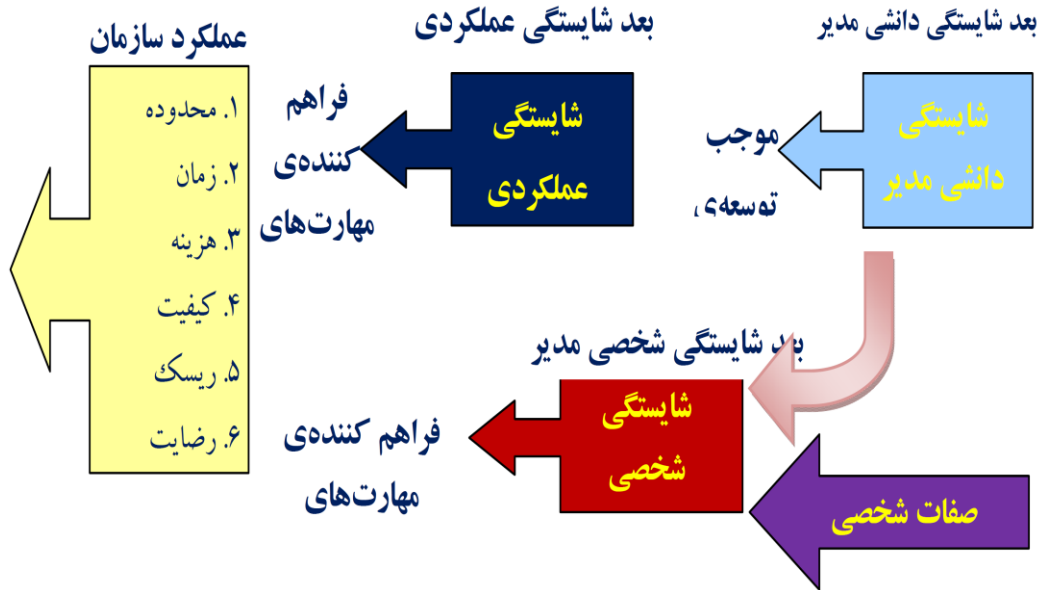 بعد شایستگی دانشی مدیر
شایستگی
دانشی مدیر
موجب
توسعه‌ی
بعد شایستگی عملکردی
شایستگی
عملکردی
فراهم
کننده‌ی
مهارت‌های
عملکرد سازمان
۱. محدوده
۲. زمان
۳. هزینه
۴. کیفیت
۵. ریسک
۶. رضایت
بعد شایستگی شخصی مدیر
شایستگی
شخصی
فراهم کننده‌ی
مهارت‌های
صفات شخصی